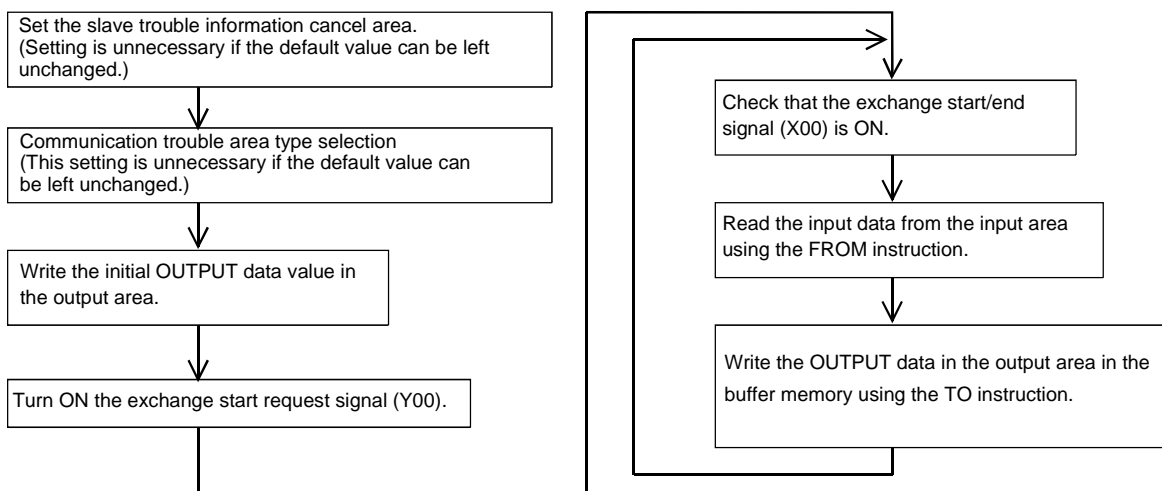 Set the slave trouble information cancel area.
(Setting is unnecessary if the default value can be left
unchanged.)
Communication trouble area type selection
(This setting is unnecessary if the default value can
be left unchanged.)
Write the initial OUTPUT data value in
the output area.
Turn ON the exchange start request signal (Y00).
Check that the exchange start/end
signal (X00) is ON.
Read the input data from the input area
using the FROM instruction.
Write the OUTPUT data in the output area in the
buffer memory using the TO instruction.